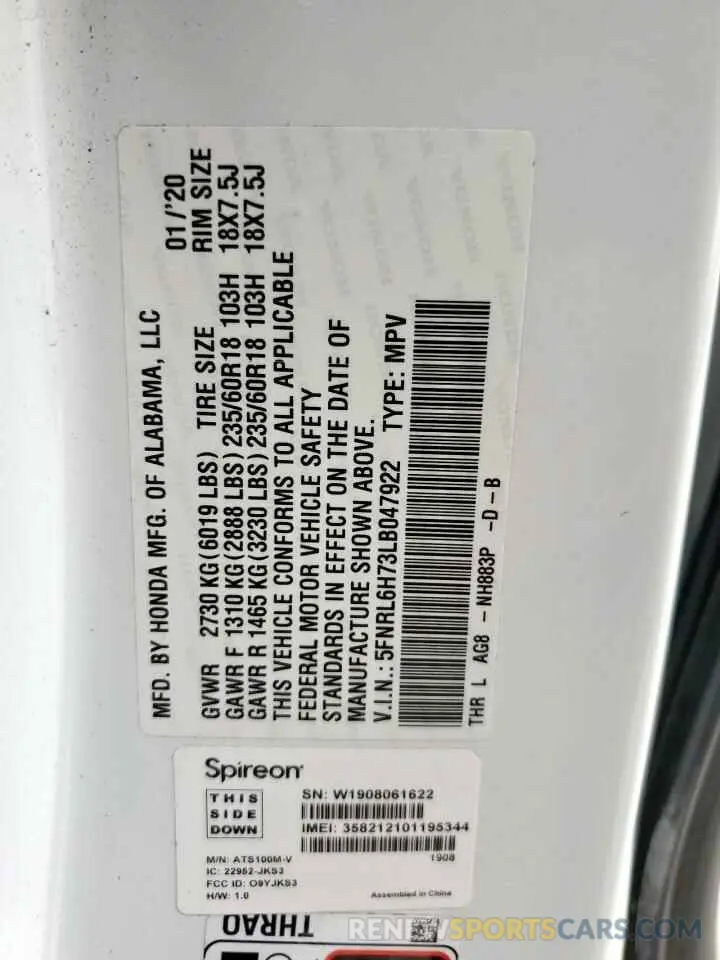 MFD. BY HONDA MFG. OF ALABAMA, LLC 01/'20
GVWR 2730 KG(6019 LBS) TIRE SIZE RIM SIZE
GAWR F 1310 KG(2888 LBS) 235/60R18 103H 18X7.5J
GAWR R 1465 KG(3230 LBS) 235/60R18 103H 18X7.5J
THIS VEHICLE CONFORMS TO ALL APPLICABLE
FEDERAL MOTOR VEHICLE SAFETY
STANDARDS IN EFFECT ON THE DATE OF
MANUFACTURE SHOWN ABOVE.
V.I.N.: 5FNRL6H73LB047922 TYPE: MPV
THR L AG8 - NH883P -D-B
Spireon
THIS
SIDE
DOWN
SN: W1908061622
IMEI: 358212101195344
1908
M/N: ATS100M-V
IC: 22952-JKS3
FCC ID: O9YJKS3
H/W: 1.0
Assembled in China
THRAO
RENEWSPORTSCARS.COM